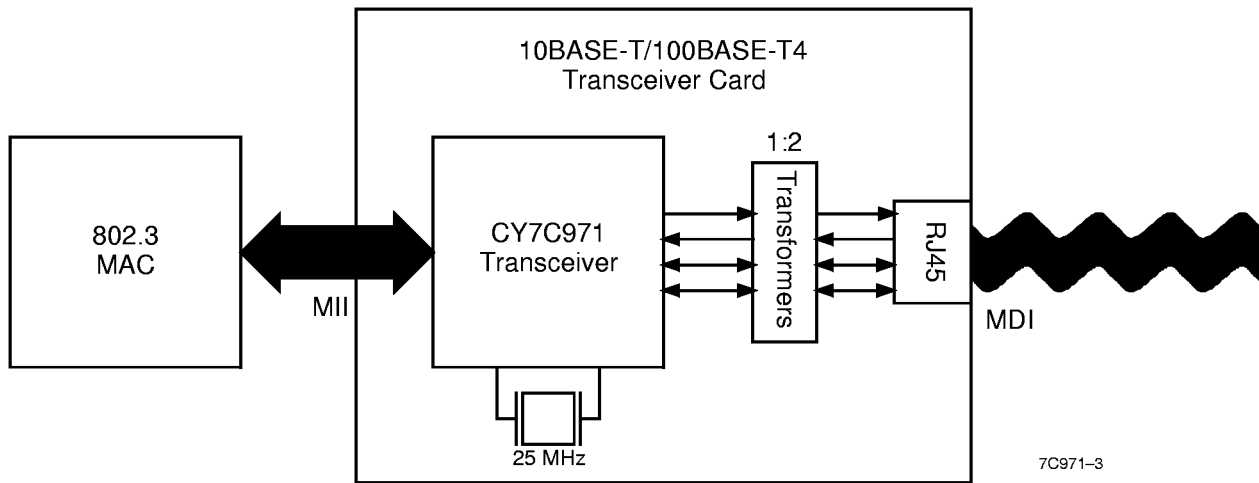 10BASE-T/100BASE-T4
Transceiver Card
802.3
MAC
MII
CY7C971
Transceiver
25 MHz
1:2
Transformers
RJ45
MDI
7C971–3